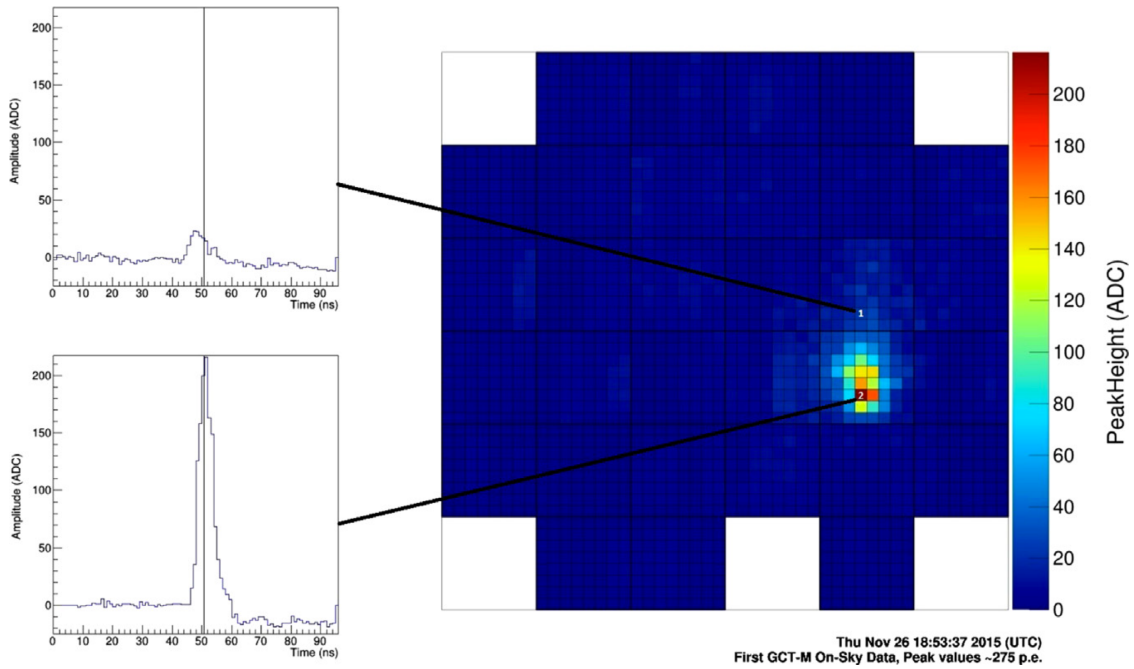 200
150
100
50
0
Amplitude (ADC)
0 10 20 30 40 50 60 70 80 90
Time (ns)
200
150
100
50
0
Amplitude (ADC)
0 10 20 30 40 50 60 70 80 90
Time (ns)
1
2
200
180
160
140
120
100
80
60
40
20
0
PeakHeight (ADC)
Thu Nov 26 18:53:37 2015 (UTC)
First GCT-M On-Sky Data, Peak values ~275 p.e.